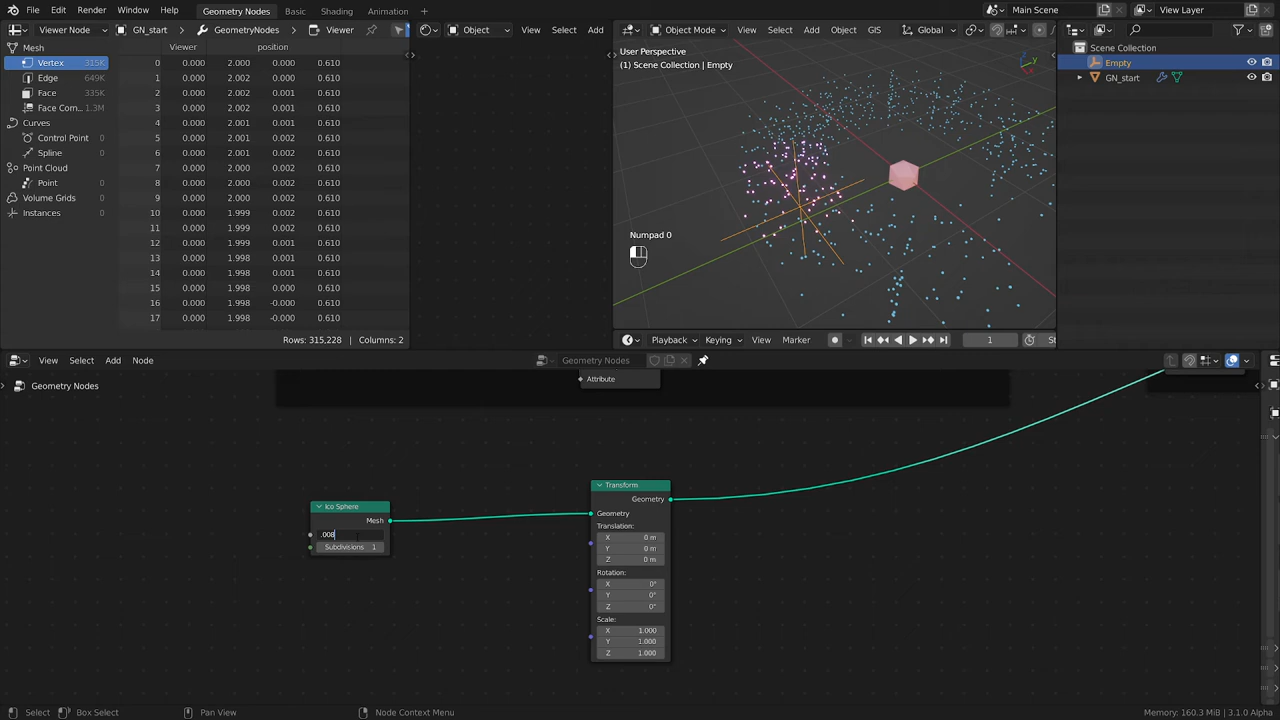 File Edit Render Window Help Geometry Nodes Basic Shading Animation + Main Scene View Layer
Viewer Node GN_start GeometryNodes Viewer Object View Select Add Object Mode View Select Add Object GIS Global
Mesh
Vertex 315K
Edge 649K
Face 335K
Face Com... 1.3M
Curves
Control Point 0
Spline 0
Point Cloud
Point 0
Volume Grids 0
Instances 0
Viewer position
0 0.000 2.000 0.000 0.610
1 0.000 2.002 0.000 0.610
2 0.000 2.002 0.001 0.610
3 0.000 2.002 0.001 0.610
4 0.000 2.001 0.002 0.610
5 0.000 2.001 0.002 0.610
6 0.000 2.001 0.002 0.610
7 0.000 2.000 0.002 0.610
8 0.000 2.000 0.002 0.610
9 0.000 2.000 0.002 0.610
10 0.000 1.999 0.002 0.610
11 0.000 1.999 0.002 0.610
12 0.000 1.999 0.001 0.610
13 0.000 1.998 0.001 0.610
14 0.000 1.998 0.001 0.610
15 0.000 1.998 0.000 0.610
16 0.000 1.998 -0.000 0.610
17 0.000 1.998 -0.000 0.610
Rows: 315,228 | Columns: 2
User Perspective
(1) Scene Collection | Empty
Numpad 0
Playback Keying View Marker 1 St
Scene Collection
Empty
GN_start
View Select Add Node Geometry Nodes
Geometry Nodes
Attribute
Ico Sphere
Mesh
.008
Subdivisions 1
Transform
Geometry
Geometry
Translation:
X 0 m
Y 0 m
Z 0 m
Rotation:
X 0°
Y 0°
Z 0°
Scale:
X 1.000
Y 1.000
Z 1.000
Select Box Select Pan View Node Context Menu Memory: 160.3 MiB | 3.1.0 Alpha